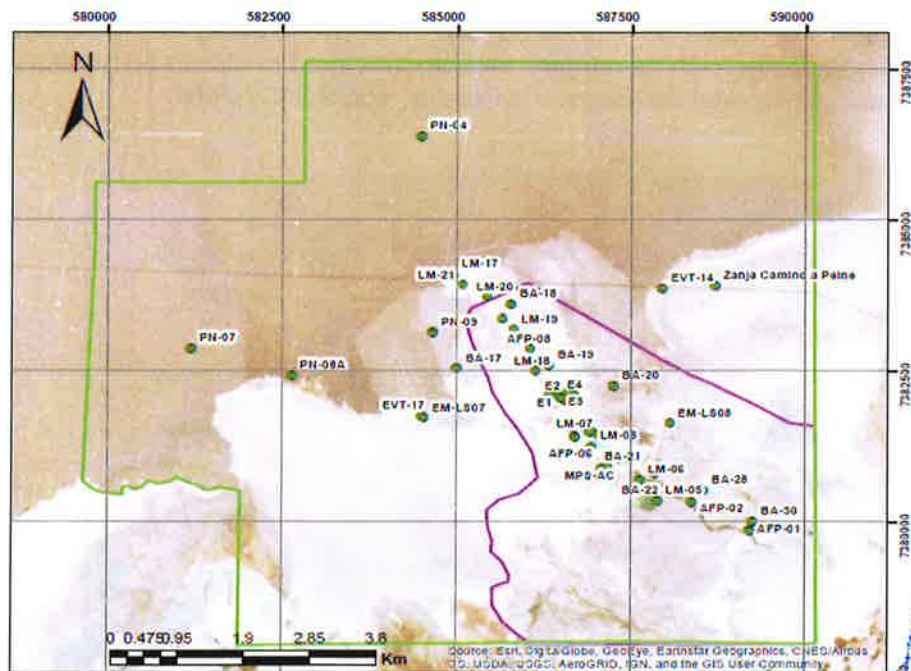 580000 582500 585000 587500 590000
7387500
N
PN-04
7385000
LM-17
LM-21
LM-20
BA-18
EVT-14
Zanja Camino a Peine
PN-09
LM-19
AFP-08
PN-07
LM-18
BA-19
BA-17
PN-08A
7382500
E2 E4
BA-20
E1 E3
EVT-17
EM-LS07
EM-LS08
LM-07
AFP-06
BA-21
MPS-AC
LM-06
BA-28
BA-22
LM-05
AFP-02
BA-30
7380000
AFP-01
0 0.475 0.95 1.9 2.85 3.8
Km
Source: Esri, DigitalGlobe, GeoEye, Earthstar Geographics, CNES/Airbus
DS, USDA, USGS, AeroGRID, IGN, and the GIS User Community